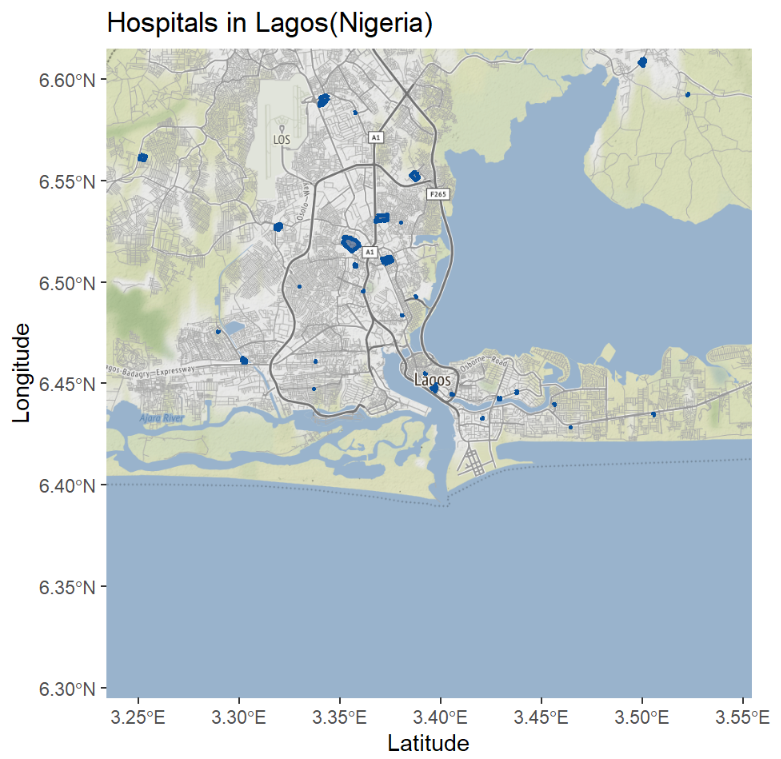 Hospitals in Lagos(Nigeria)
6.60°N
6.55°N
6.50°N
6.45°N
6.40°N
6.35°N
6.30°N
Longitude
LOS
A1
F265
A1
Osborne Road
Lagos
Lagos-Badagry Expressway
Ajara River
3.25°E
3.30°E
3.35°E
3.40°E
3.45°E
3.50°E
3.55°E
Latitude